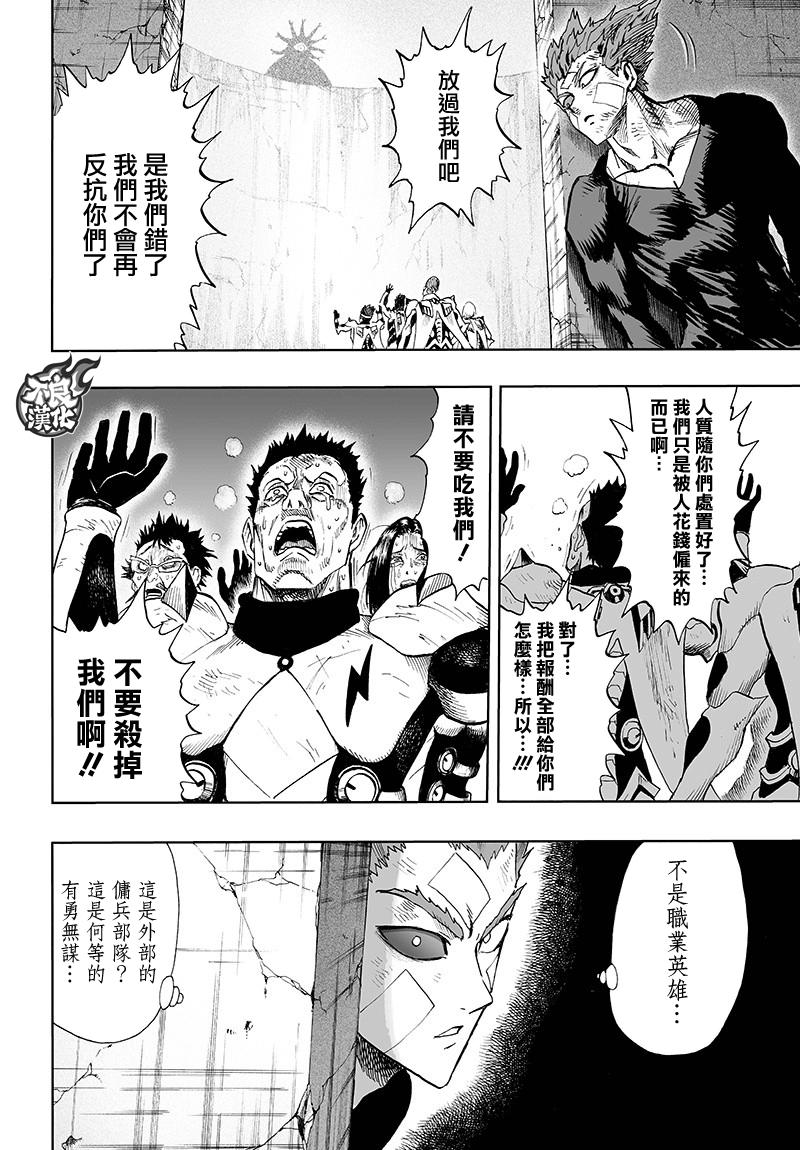 放過我們吧
是我們錯了
我們不會再
反抗你們了
人質隨你們處置好了…
我們只是被人花錢僱來的
而已啊…
對了…
我把報酬全部給你們
怎麼樣…所以…!!!
請不要吃我們!
不要殺掉
我們啊!!
不是職業英雄…
這是外部的
傭兵部隊？
這是何等的
有勇無謀…
不良
漢化